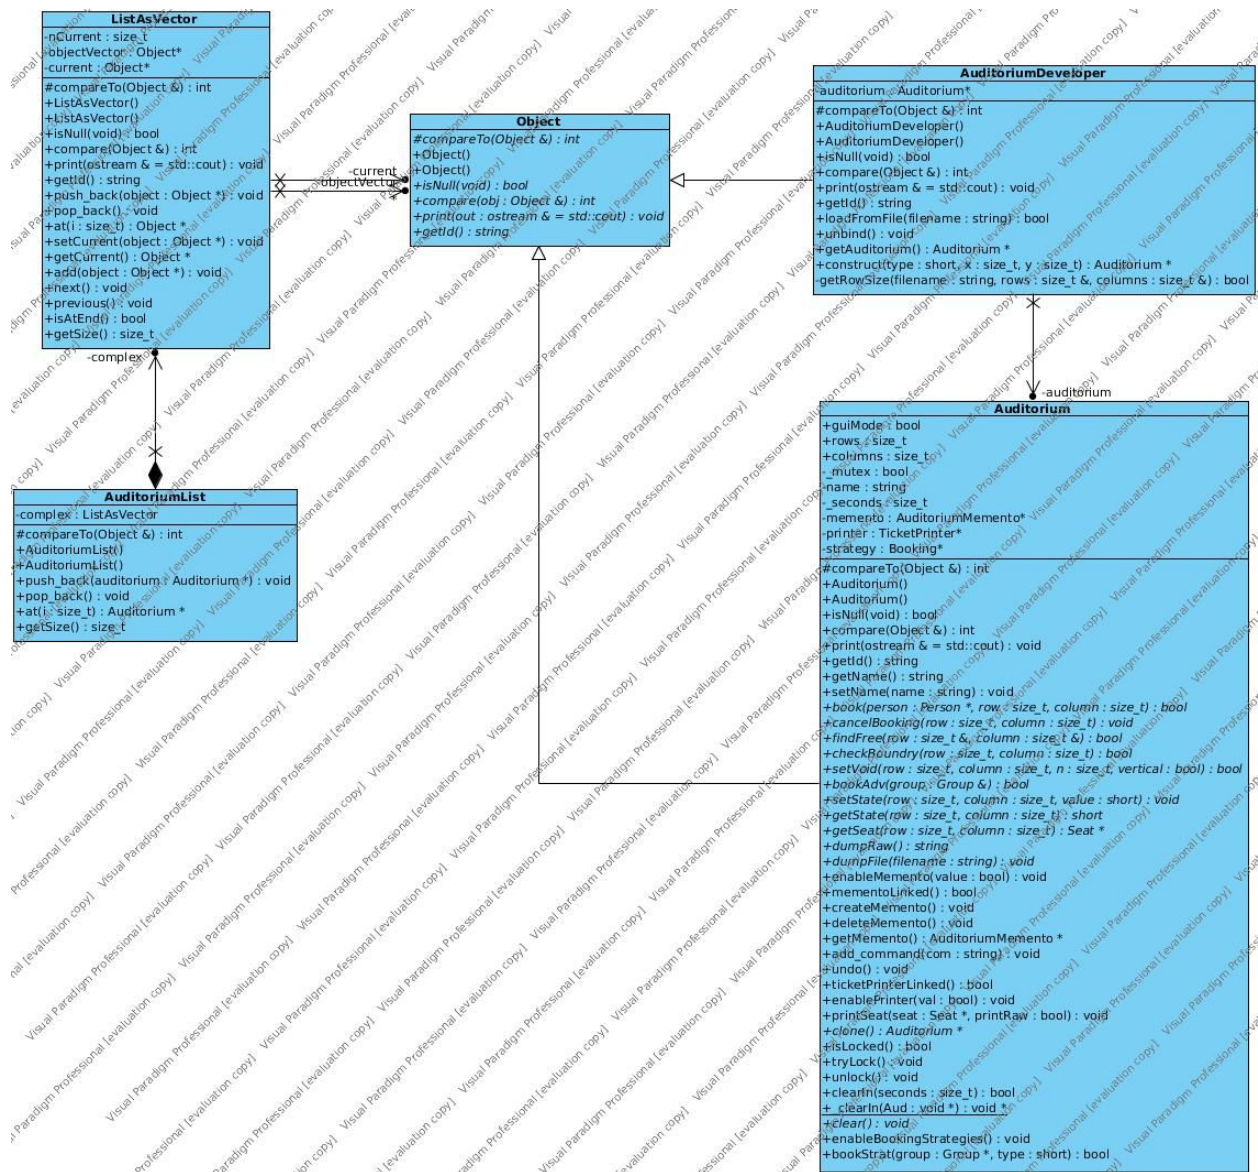 ListAsVector
-nCurrent : size_t
-objectVector : Object*
-current : Object*
#compareTo(Object &) : int
+ListAsVector()
+ListAsVector()
+isNull(void) : bool
+compare(Object &) : int
+print(ostream & = std::cout) : void
+getId() : string
+push_back(object : Object *) : void
+pop_back() : void
+at(i : size_t) : Object *
+setCurrent(object : Object *) : void
+getCurrent() : Object *
+add(object : Object *) : void
+next() : void
+previous() : void
+isAtEnd() : bool
+getSize() : size_t
-complex
AuditoriumList
-complex : ListAsVector
#compareTo(Object &) : int
+AuditoriumList()
+AuditoriumList()
+push_back(auditorium : Auditorium *) : void
+pop_back() : void
+at(i : size_t) : Auditorium *
+getSize() : size_t
-current
-objectVector
*
Object
#compareTo(Object &) : int
+Object()
+Object()
+isNull(void) : bool
+compare(obj : Object &) : int
+print(out : ostream & = std::cout) : void
+getId() : string
AuditoriumDeveloper
-auditorium : Auditorium*
#compareTo(Object &) : int
+AuditoriumDeveloper()
+AuditoriumDeveloper()
+isNull(void) : bool
+compare(Object &) : int
+print(ostream & = std::cout) : void
+getId() : string
+loadFromFile(filename : string) : bool
+unbind() : void
+getAuditorium() : Auditorium *
+construct(type : short, x : size_t, y : size_t) : Auditorium *
-getRowSize(filename : string, rows : size_t &, columns : size_t &) : bool
-auditorium
Auditorium
+guiMode : bool
+rows : size_t
+columns : size_t
-_mutex : bool
-name : string
-_seconds : size_t
-memento : AuditoriumMemento*
-printer : TicketPrinter*
-strategy : Booking*
#compareTo(Object &) : int
+Auditorium()
+Auditorium()
+isNull(void) : bool
+compare(Object &) : int
+print(ostream & = std::cout) : void
+getId() : string
+getName() : string
+setName(name : string) : void
+book(person : Person *, row : size_t, column : size_t) : bool
+cancelBooking(row : size_t, column : size_t) : void
+findFree(row : size_t &, column : size_t &) : bool
+checkBoundry(row : size_t, column : size_t) : bool
+setVoid(row : size_t, column : size_t, n : size_t, vertical : bool) : bool
+bookAdv(group : Group &) : bool
+setState(row : size_t, column : size_t, value : short) : void
+getState(row : size_t, column : size_t) : short
+getSeat(row : size_t, column : size_t) : Seat *
+dumpRaw() : string
+dumpFile(filename : string) : void
+enableMemento(value : bool) : void
+mementoLinked() : bool
+createMemento() : void
+deleteMemento() : void
+getMemento() : AuditoriumMemento *
+add_command(com : string) : void
+undo() : void
+ticketPrinterLinked() : bool
+enablePrinter(val : bool) : void
+printSeat(seat : Seat *, printRaw : bool) : void
+clone() : Auditorium *
+isLocked() : bool
+tryLock() : void
+unlock() : void
+clearIn(seconds : size_t) : bool
+_clearIn(Aud : void *) : void *
+clear() : void
+enableBookingStrategies() : void
+bookStrat(group : Group *, type : short) : bool
Visual Paradigm Professional [evaluation copy]